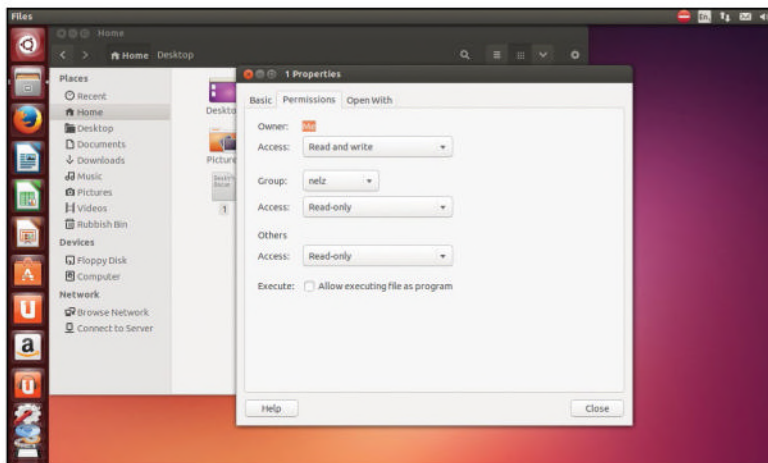 Files
En
Home
Home Desktop
Places
Recent
Home
Desktop
Documents
Downloads
Music
Pictures
Videos
Rubbish Bin
Devices
Floppy Disk
Computer
Network
Browse Network
Connect to Server
Deskto
Picture
1
1 Properties
Basic Permissions Open With
Owner: Me
Access: Read and write
Group: nelz
Access: Read-only
Others
Access: Read-only
Execute: Allow executing file as program
Help Close
a